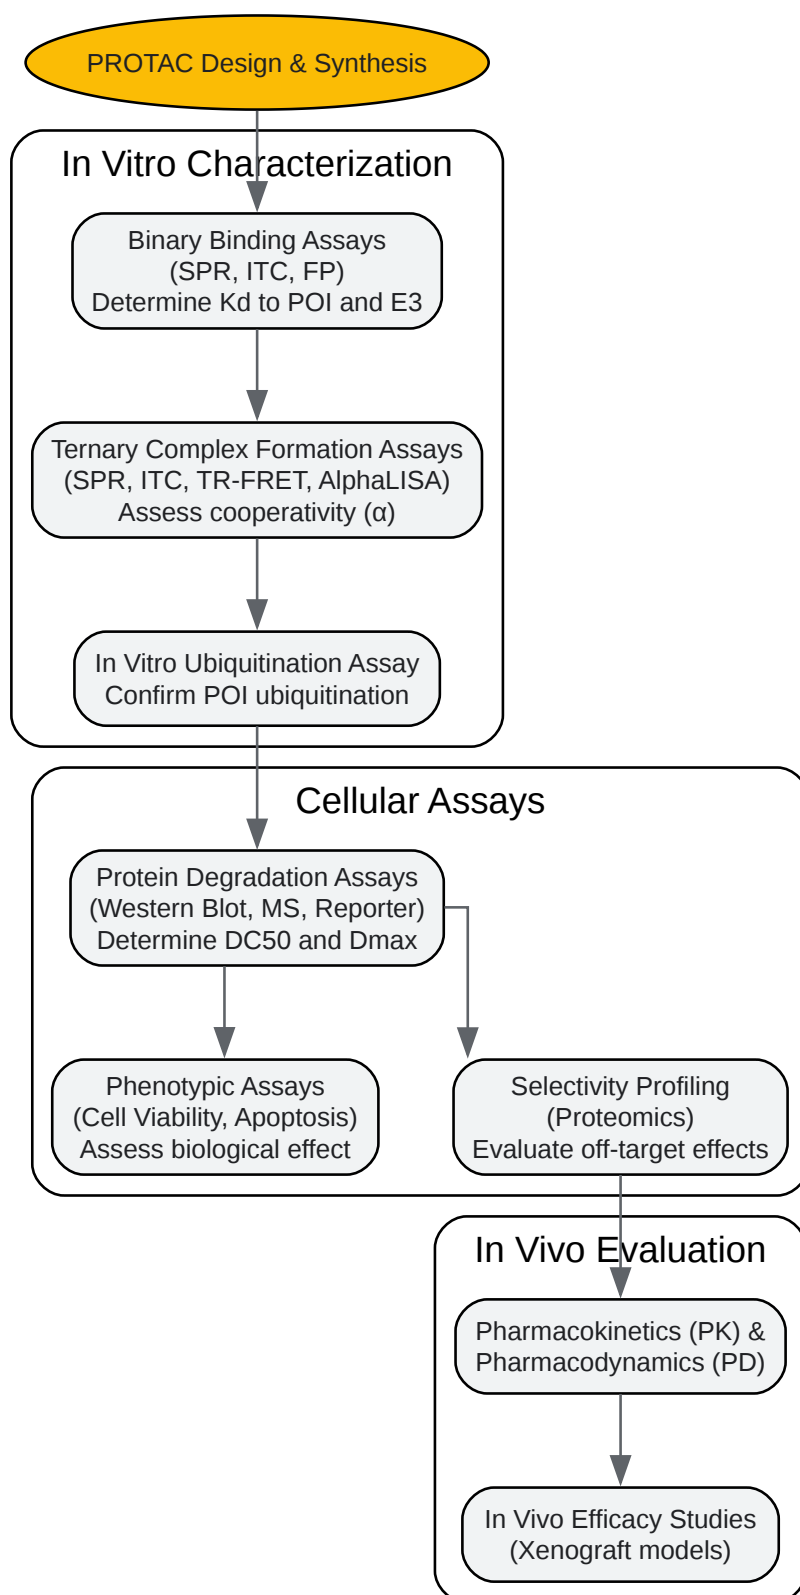 PROTAC Design & Synthesis
In Vitro Characterization
Binary Binding Assays
(SPR, ITC, FP)
Determine Kd to POI and E3
Ternary Complex Formation Assays
(SPR, ITC, TR-FRET, AlphaLISA)
Assess cooperativity (α)
In Vitro Ubiquitination Assay
Confirm POI ubiquitination
Cellular Assays
Protein Degradation Assays
(Western Blot, MS, Reporter)
Determine DC50 and Dmax
Phenotypic Assays
(Cell Viability, Apoptosis)
Assess biological effect
Selectivity Profiling
(Proteomics)
Evaluate off-target effects
In Vivo Evaluation
Pharmacokinetics (PK) &
Pharmacodynamics (PD)
In Vivo Efficacy Studies
(Xenograft models)